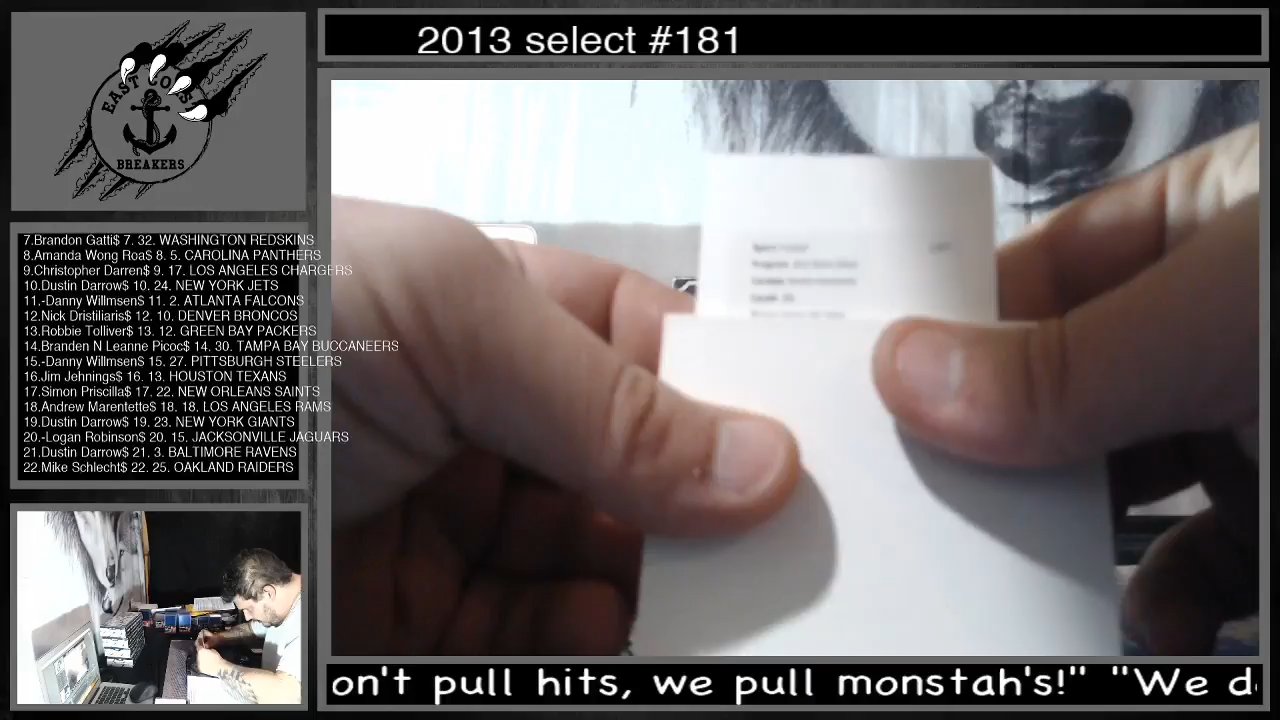 EAST COAST
BREAKERS
2013 select #181
7.Brandon Gatti$ 7. 32. WASHINGTON REDSKINS
8.Amanda Wong Roa$ 8. 5. CAROLINA PANTHERS
9.Christopher Darren$ 9. 17. LOS ANGELES CHARGERS
10.Dustin Darrow$ 10. 24. NEW YORK JETS
11.-Danny Willmsen$ 11. 2. ATLANTA FALCONS
12.Nick Dristiliaris$ 12. 10. DENVER BRONCOS
13.Robbie Tolliver$ 13. 12. GREEN BAY PACKERS
14.Branden N Leanne Picoc$ 14. 30. TAMPA BAY BUCCANEERS
15.-Danny Willmsen$ 15. 27. PITTSBURGH STEELERS
16.Jim Jehnings$ 16. 13. HOUSTON TEXANS
17.Simon Priscilla$ 17. 22. NEW ORLEANS SAINTS
18.Andrew Marentette$ 18. 18. LOS ANGELES RAMS
19.Dustin Darrow$ 19. 23. NEW YORK GIANTS
20.-Logan Robinson$ 20. 15. JACKSONVILLE JAGUARS
21.Dustin Darrow$ 21. 3. BALTIMORE RAVENS
22.Mike Schlecht$ 22. 25. OAKLAND RAIDERS
on't pull hits, we pull monstah's!" "We d